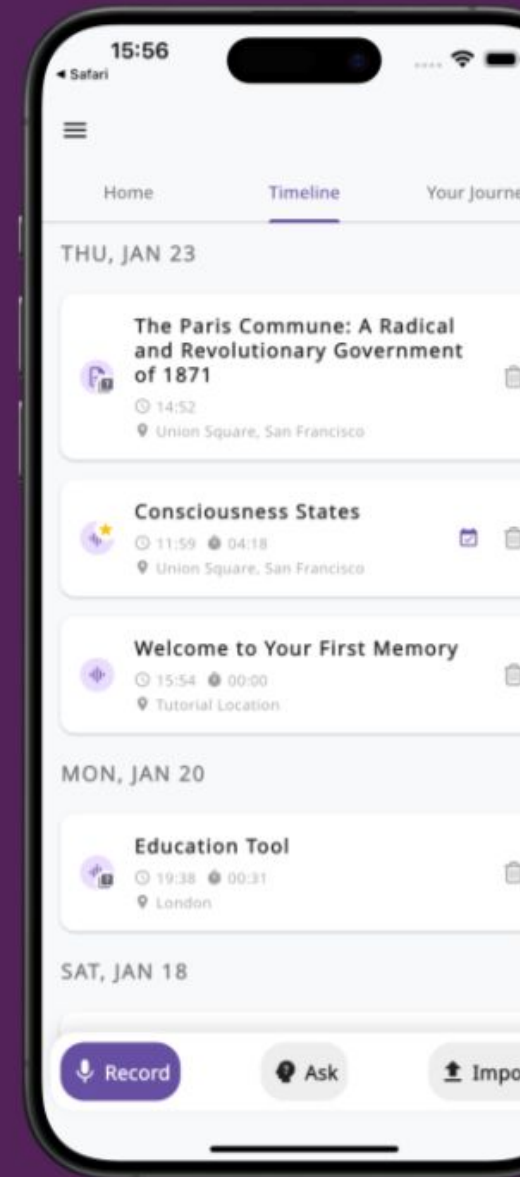 15:56
Safari
Home Timeline Your Journe
THU, JAN 23
The Paris Commune: A Radical
and Revolutionary Government
of 1871
14:52
Union Square, San Francisco
Consciousness States
11:59 04:18
Union Square, San Francisco
Welcome to Your First Memory
15:54 00:00
Tutorial Location
MON, JAN 20
Education Tool
19:38 00:31
London
SAT, JAN 18
Record Ask Impo